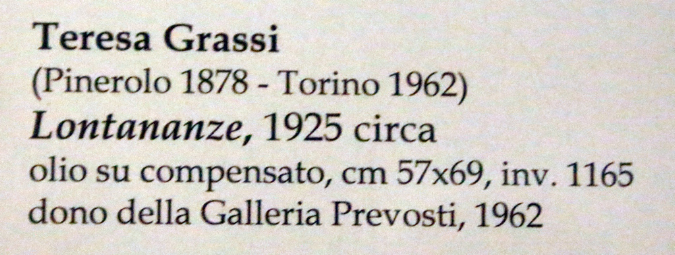 Teresa Grassi
(Pinerolo 1878 - Torino 1962)
Lontananze, 1925 circa
olio su compensato, cm 57x69, inv. 1165
dono della Galleria Prevosti, 1962